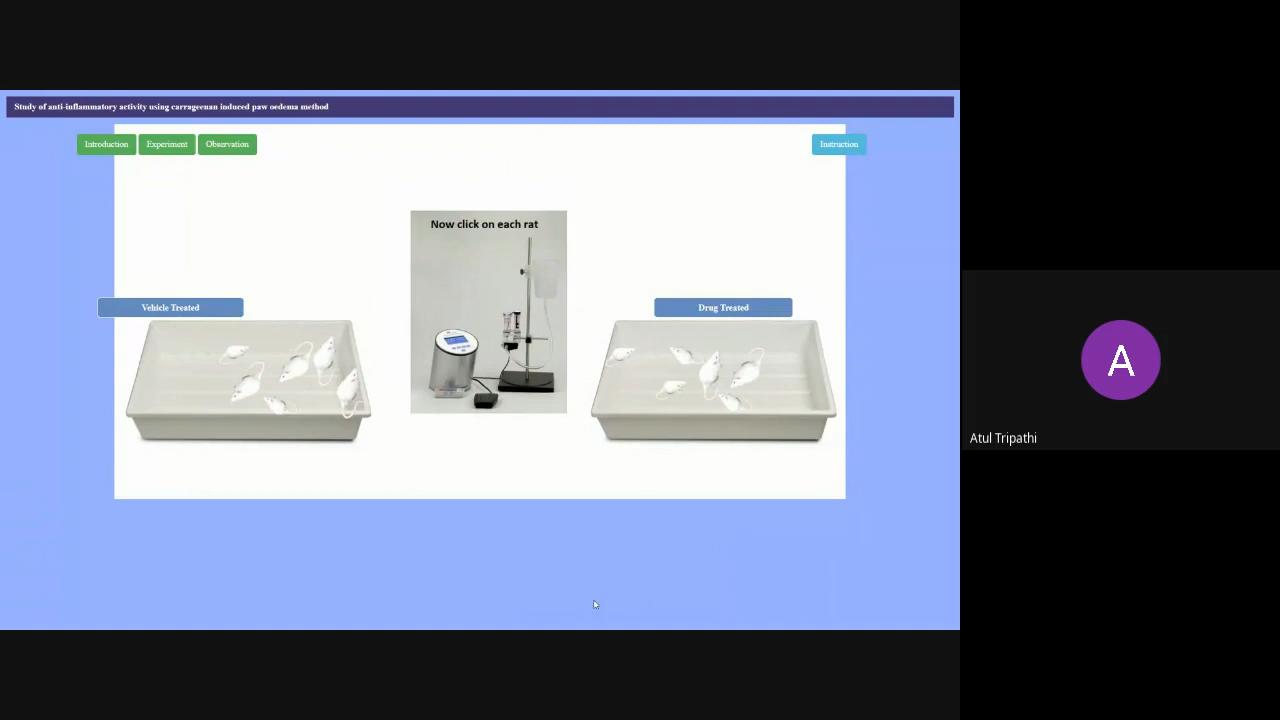 Study of anti-inflammatory activity using carrageenan induced paw oedema method
Introduction
Experiment
Observation
Instruction
Now click on each rat
Vehicle Treated
Drug Treated
A
Atul Tripathi